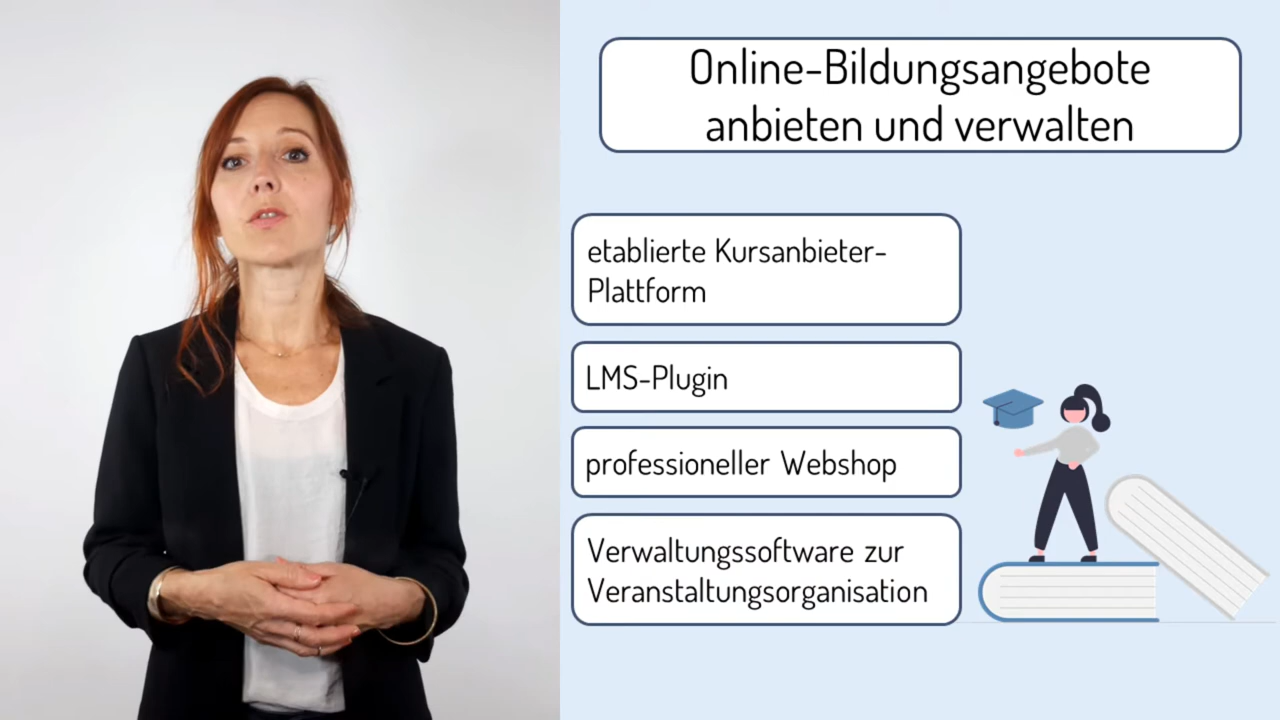 Online-Bildungsangebote
anbieten und verwalten
etablierte Kursanbieter-
Plattform
LMS-Plugin
professioneller Webshop
Verwaltungssoftware zur
Veranstaltungsorganisation